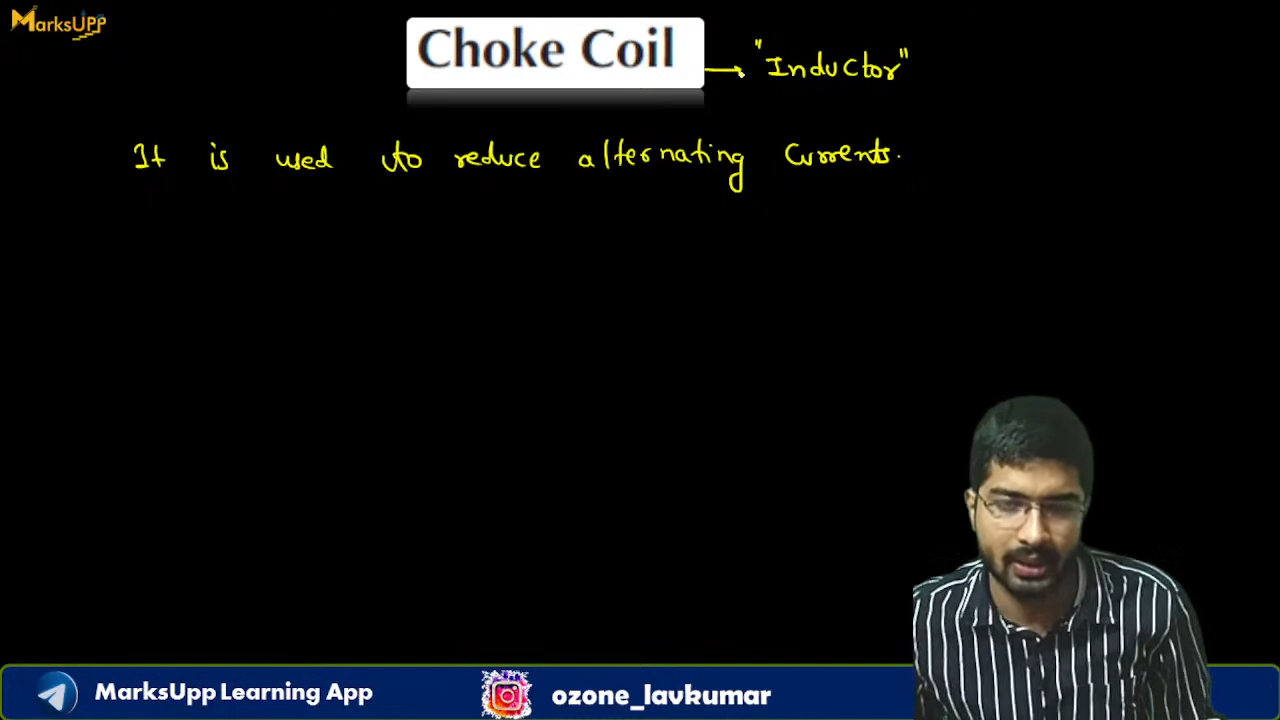 MarksUPP
Choke Coil → "Inductor"
It is used to reduce alternating currents.
MarksUpp Learning App
ozone_lavkumar